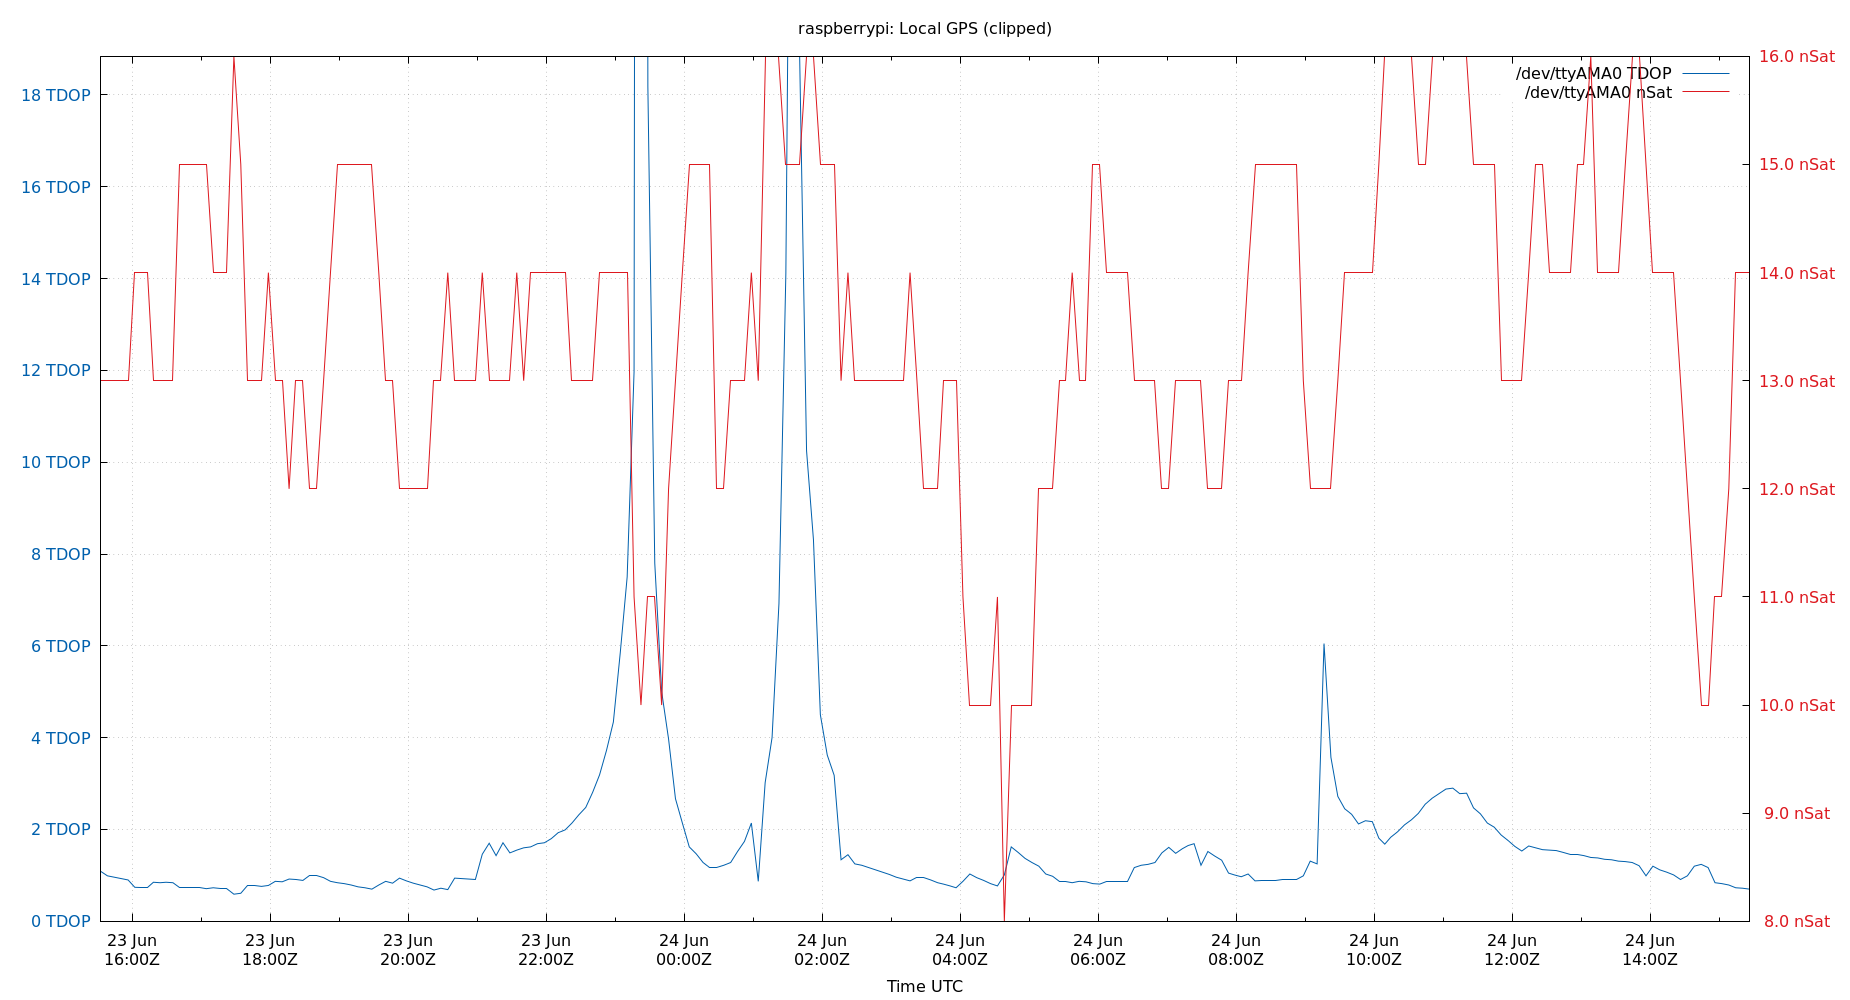 raspberrypi: Local GPS (clipped)
/dev/ttyAMA0 TDOP
/dev/ttyAMA0 nSat
18 TDOP
16 TDOP
14 TDOP
12 TDOP
10 TDOP
8 TDOP
6 TDOP
4 TDOP
2 TDOP
0 TDOP
16.0 nSat
15.0 nSat
14.0 nSat
13.0 nSat
12.0 nSat
11.0 nSat
10.0 nSat
9.0 nSat
8.0 nSat
23 Jun
16:00Z
23 Jun
18:00Z
23 Jun
20:00Z
23 Jun
22:00Z
24 Jun
00:00Z
24 Jun
02:00Z
24 Jun
04:00Z
24 Jun
06:00Z
24 Jun
08:00Z
24 Jun
10:00Z
24 Jun
12:00Z
24 Jun
14:00Z
Time UTC